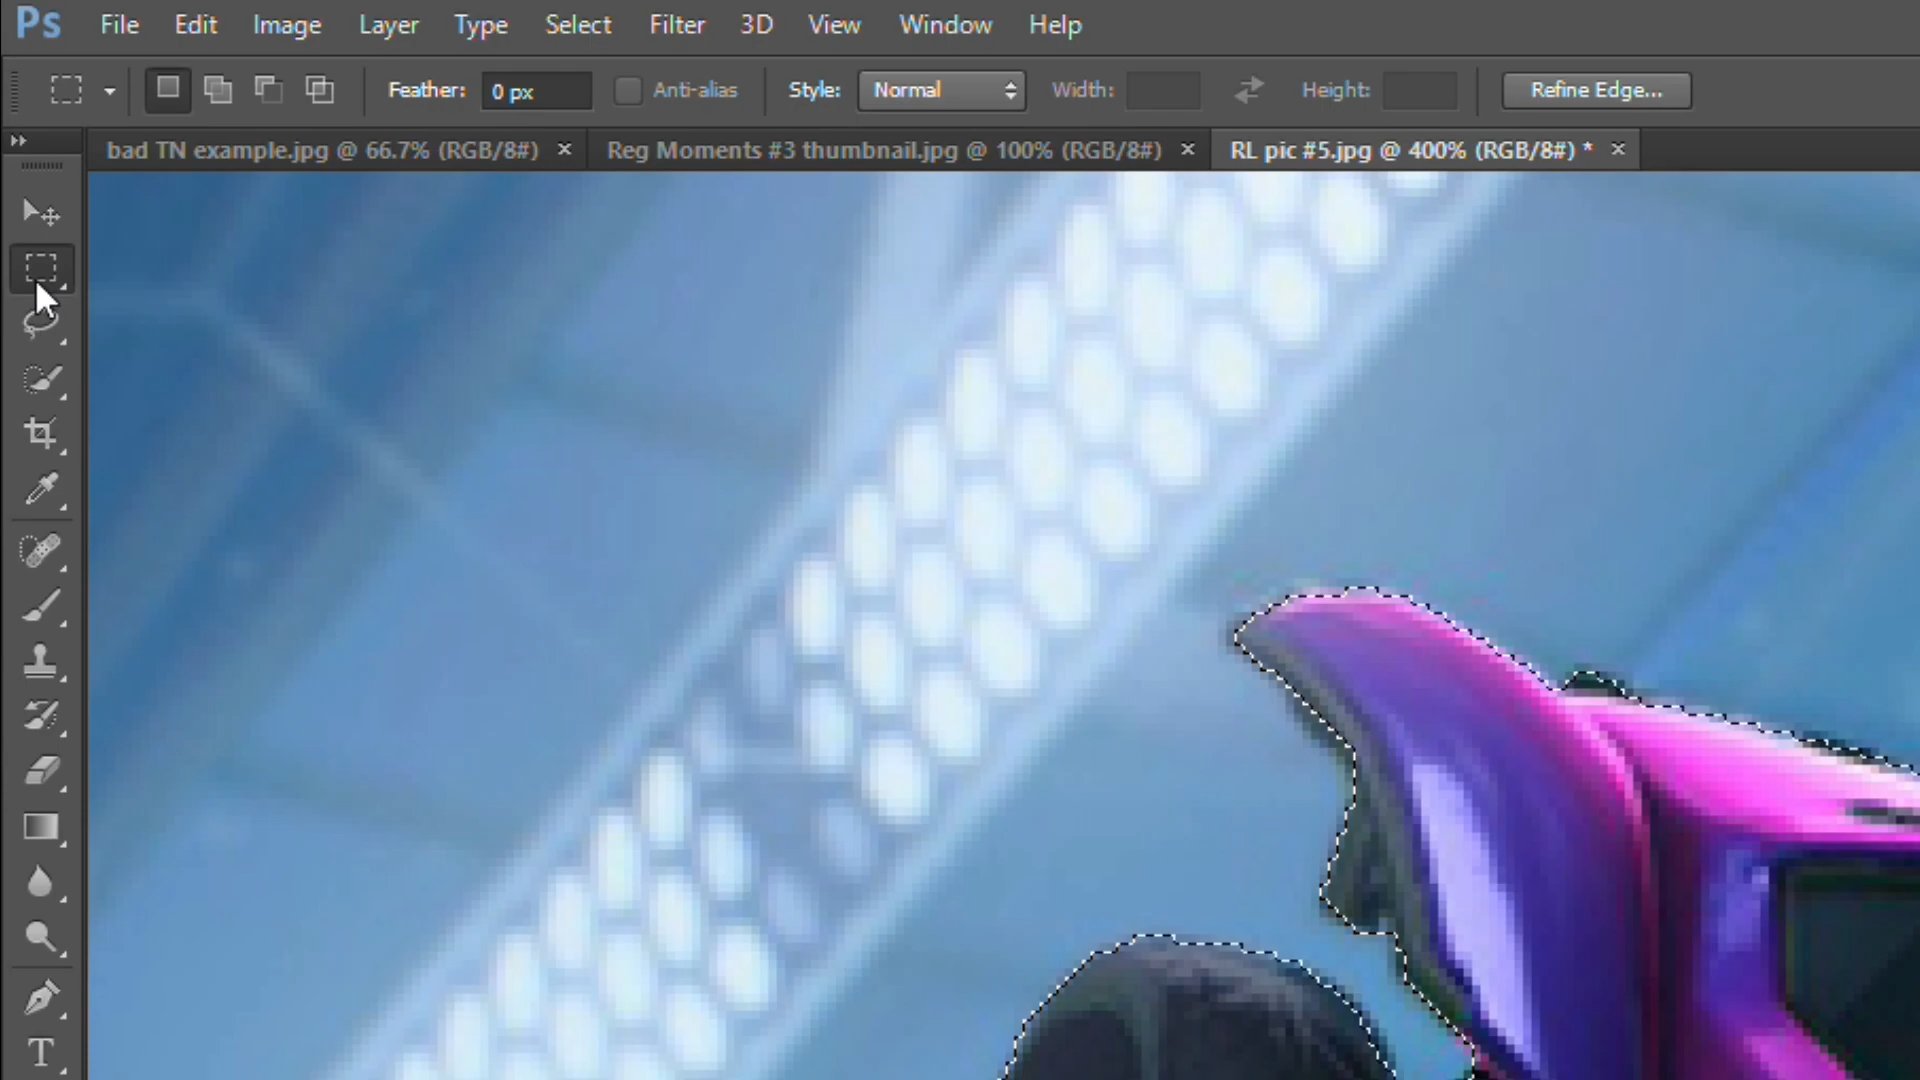 Ps File Edit Image Layer Type Select Filter 3D View Window Help
Feather: 0 px Anti-alias Style: Normal Width: Height: Refine Edge...
bad TN example.jpg @ 66.7% (RGB/8#) × Reg Moments #3 thumbnail.jpg @ 100% (RGB/8#) × RL pic #5.jpg @ 400% (RGB/8#) * ×
T